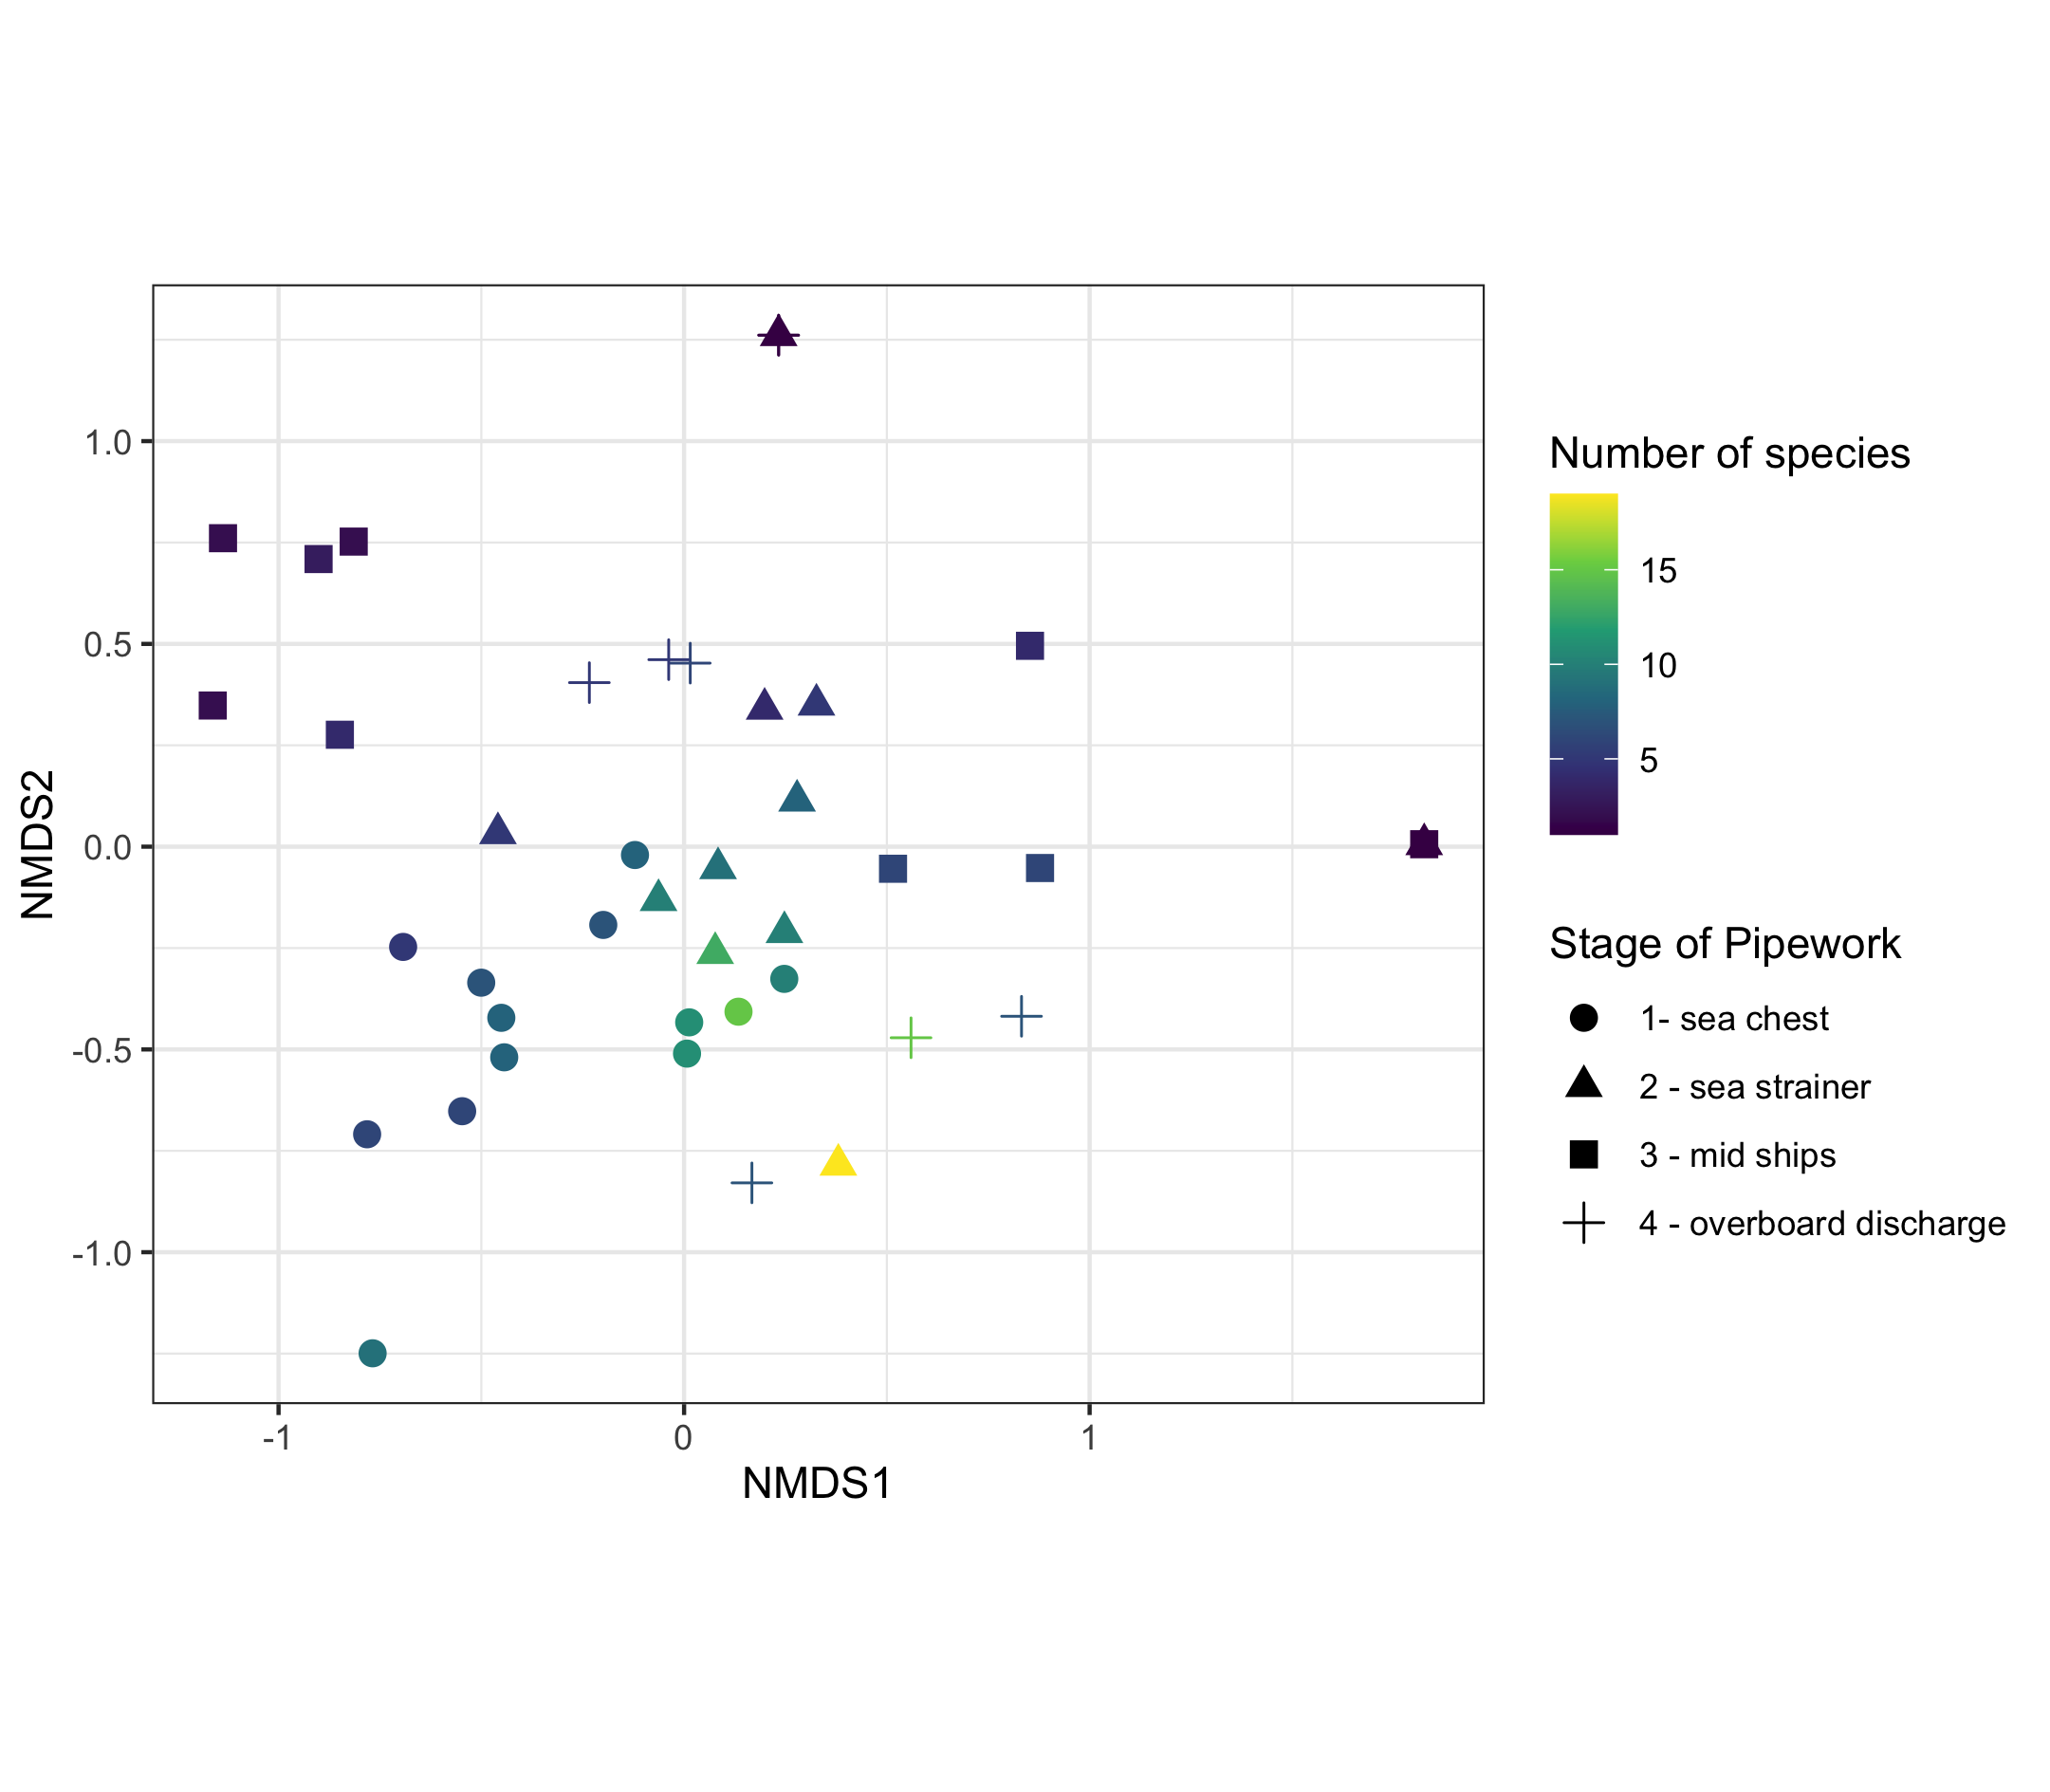 1.0
0.5
0.0
-0.5
-1.0
NMDS2
-1
0
1
NMDS1
Number of species
15
10
5
Stage of Pipework
1- sea chest
2 - sea strainer
3 - mid ships
4 - overboard discharge